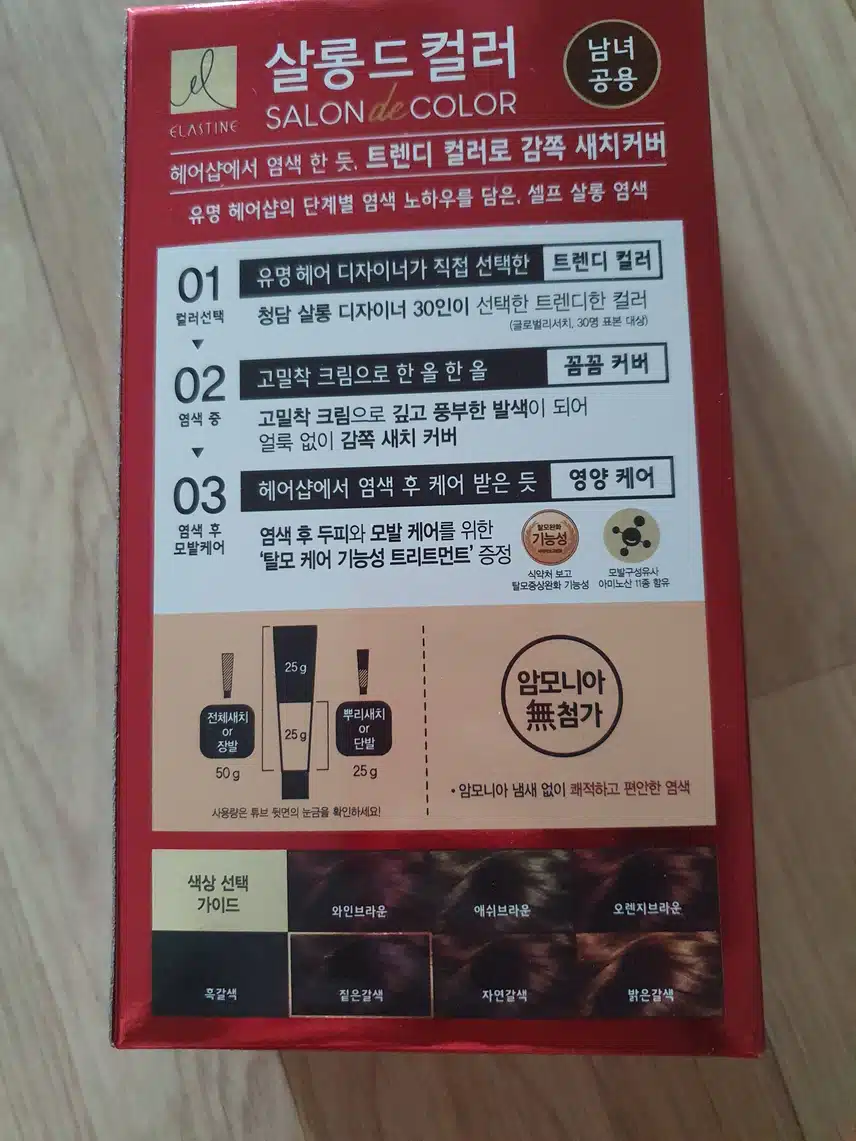 el
ELASTINE
살롱드컬러
SALON de COLOR
남녀
공용
헤어샵에서 염색 한 듯, 트렌디 컬러로 감쪽 새치커버
유명 헤어샵의 단계별 염색 노하우를 담은, 셀프 살롱 염색
01
컬러선택
유명 헤어 디자이너가 직접 선택한 트렌디 컬러
청담 살롱 디자이너 30인이 선택한 트렌디한 컬러
(글로벌리서치, 30명 표본 대상)
02
염색 중
고밀착 크림으로 한 올 한 올 꼼꼼 커버
고밀착 크림으로 깊고 풍부한 발색이 되어
얼룩 없이 감쪽 새치 커버
03
염색 후
모발케어
헤어샵에서 염색 후 케어 받은 듯 영양 케어
염색 후 두피와 모발 케어를 위한
'탈모 케어 기능성 트리트먼트' 증정
탈모완화
기능성
식약처 보고
탈모증상완화 기능성
모발구성유사
아미노산 11종 함유
전체새치
or
장발
50g
25g
25g
뿌리새치
or
단발
25g
사용량은 튜브 뒷면의 눈금을 확인하세요!
암모니아
無첨가
• 암모니아 냄새 없이 쾌적하고 편안한 염색
색상 선택
가이드
와인브라운
애쉬브라운
오렌지브라운
흑갈색
짙은갈색
자연갈색
밝은갈색